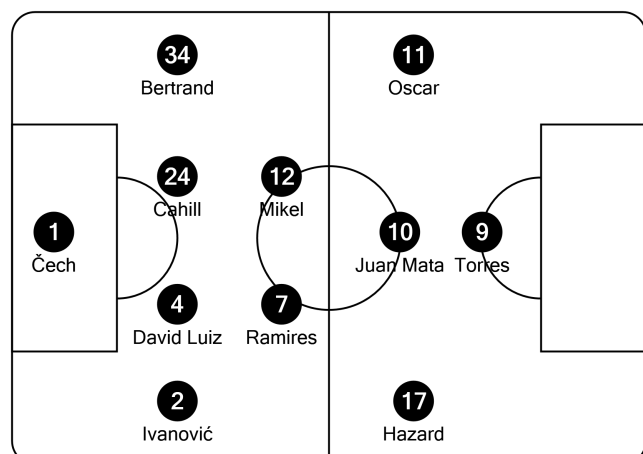 34
Bertrand
11
Oscar
24
Cahill
12
Mikel
1
Čech
10
Juan Mata
9
Torres
4
David Luiz
7
Ramires
2
Ivanović
17
Hazard